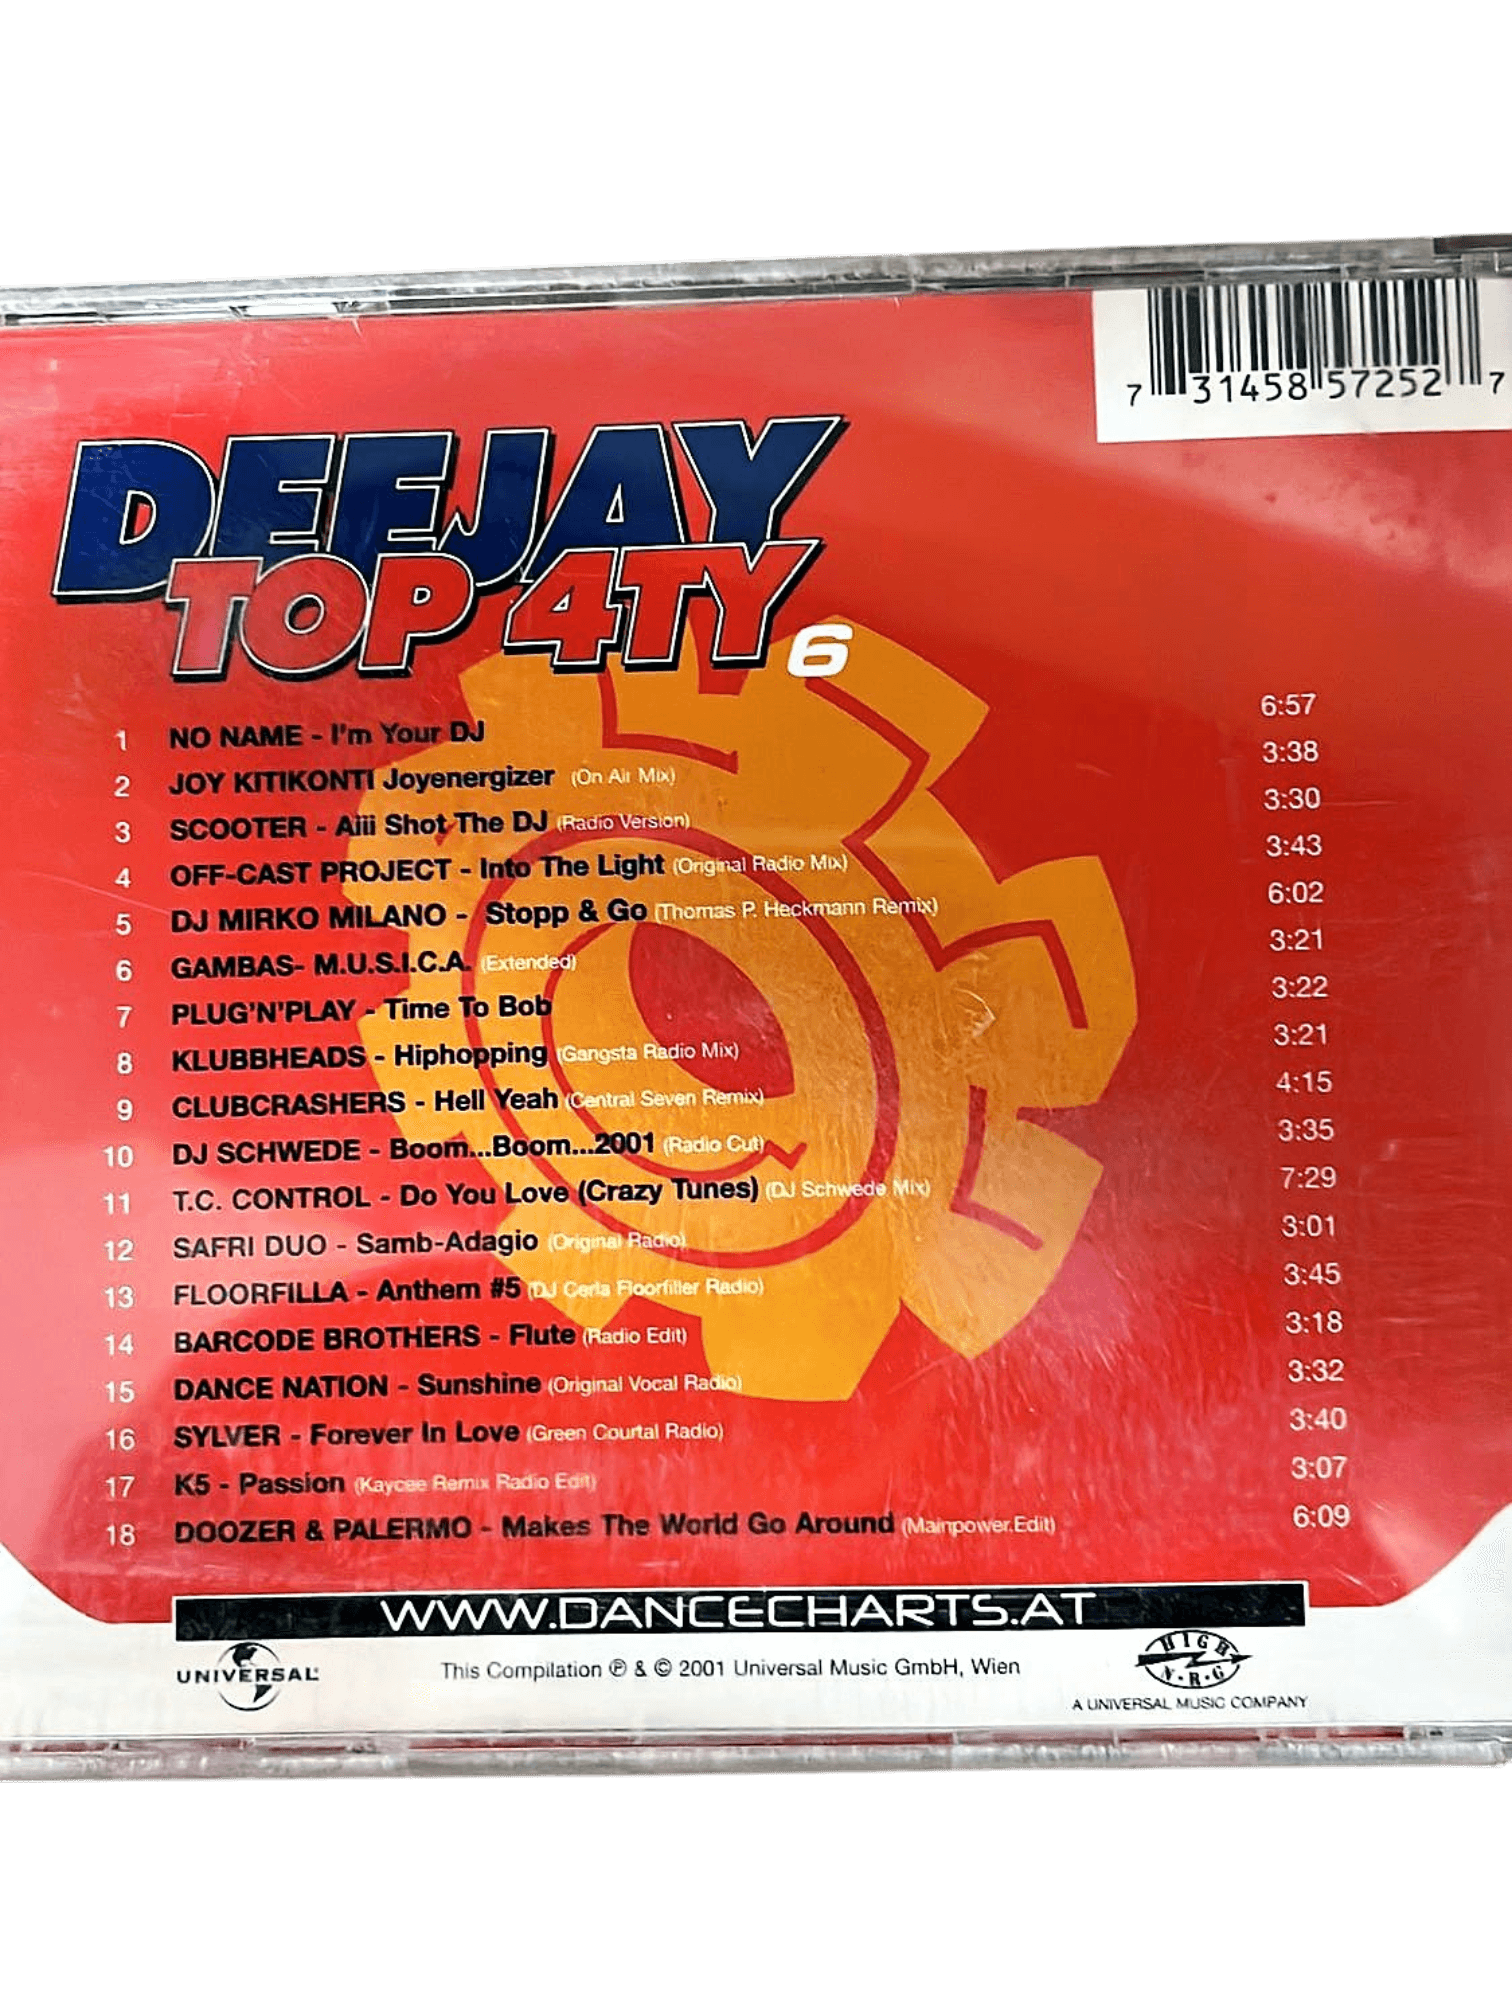 7 31458 57252 7
DEEJAY
TOP 4TY 6
1 NO NAME - I'm Your DJ 6:57
2 JOY KITIKONTI Joyenergizer (On Air Mix) 3:38
3 SCOOTER - Aiii Shot The DJ (Radio Version) 3:30
4 OFF-CAST PROJECT - Into The Light (Original Radio Mix) 3:43
5 DJ MIRKO MILANO - Stopp & Go (Thomas P. Heckmann Remix) 6:02
6 GAMBAS- M.U.S.I.C.A. (Extended) 3:21
7 PLUG'N'PLAY - Time To Bob 3:22
8 KLUBBHEADS - Hiphopping (Gangsta Radio Mix) 3:21
9 CLUBCRASHERS - Hell Yeah (Central Seven Remix) 4:15
10 DJ SCHWEDE - Boom...Boom...2001 (Radio Cut) 3:35
11 T.C. CONTROL - Do You Love (Crazy Tunes) (DJ Schwede Mix) 7:29
12 SAFRI DUO - Samb-Adagio (Original Radio) 3:01
13 FLOORFILLA - Anthem #5 (DJ Cerla Floorfiller Radio) 3:45
14 BARCODE BROTHERS - Flute (Radio Edit) 3:18
15 DANCE NATION - Sunshine (Original Vocal Radio) 3:32
16 SYLVER - Forever In Love (Green Courtal Radio) 3:40
17 K5 - Passion (Kaycee Remix Radio Edit) 3:07
18 DOOZER & PALERMO - Makes The World Go Around (Mainpower.Edit) 6:09
WWW.DANCECHARTS.AT
UNIVERSAL
This Compilation ℗ & © 2001 Universal Music GmbH, Wien
HIGH
N·R·G
A UNIVERSAL MUSIC COMPANY